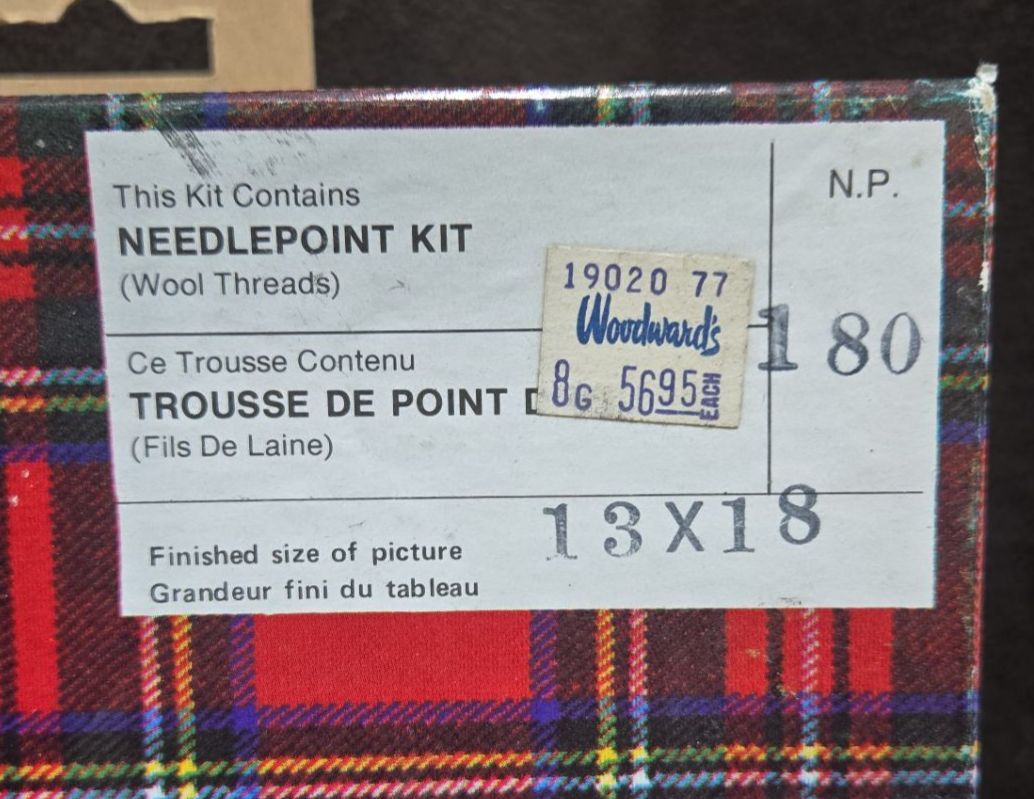 This Kit Contains
NEEDLEPOINT KIT
(Wool Threads)
N.P.
180
19020 77
Woodward's
8G 5695 EACH
Ce Trousse Contenu
TROUSSE DE POINT
(Fils De Laine)
13X18
Finished size of picture
Grandeur fini du tableau